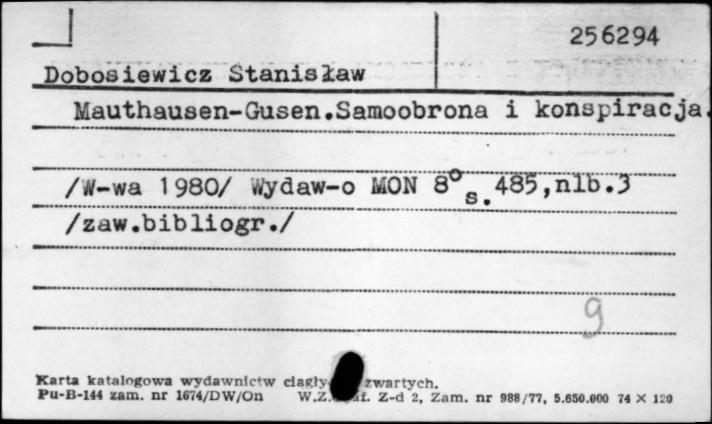 256294
Dobosiewicz Stanisław
Mauthausen-Gusen.Samoobrona i konspiracja.
/W-wa 1980/ Wydaw-o MON 8° s.485,nlb.3
/zaw.bibliogr./
9
Karta katalogowa wydawnictw zwartych.
Pu-B-144 zam. nr 1674/DW/On Z-d 2, Zam. nr 988/77, 5.650.000 74 × 120